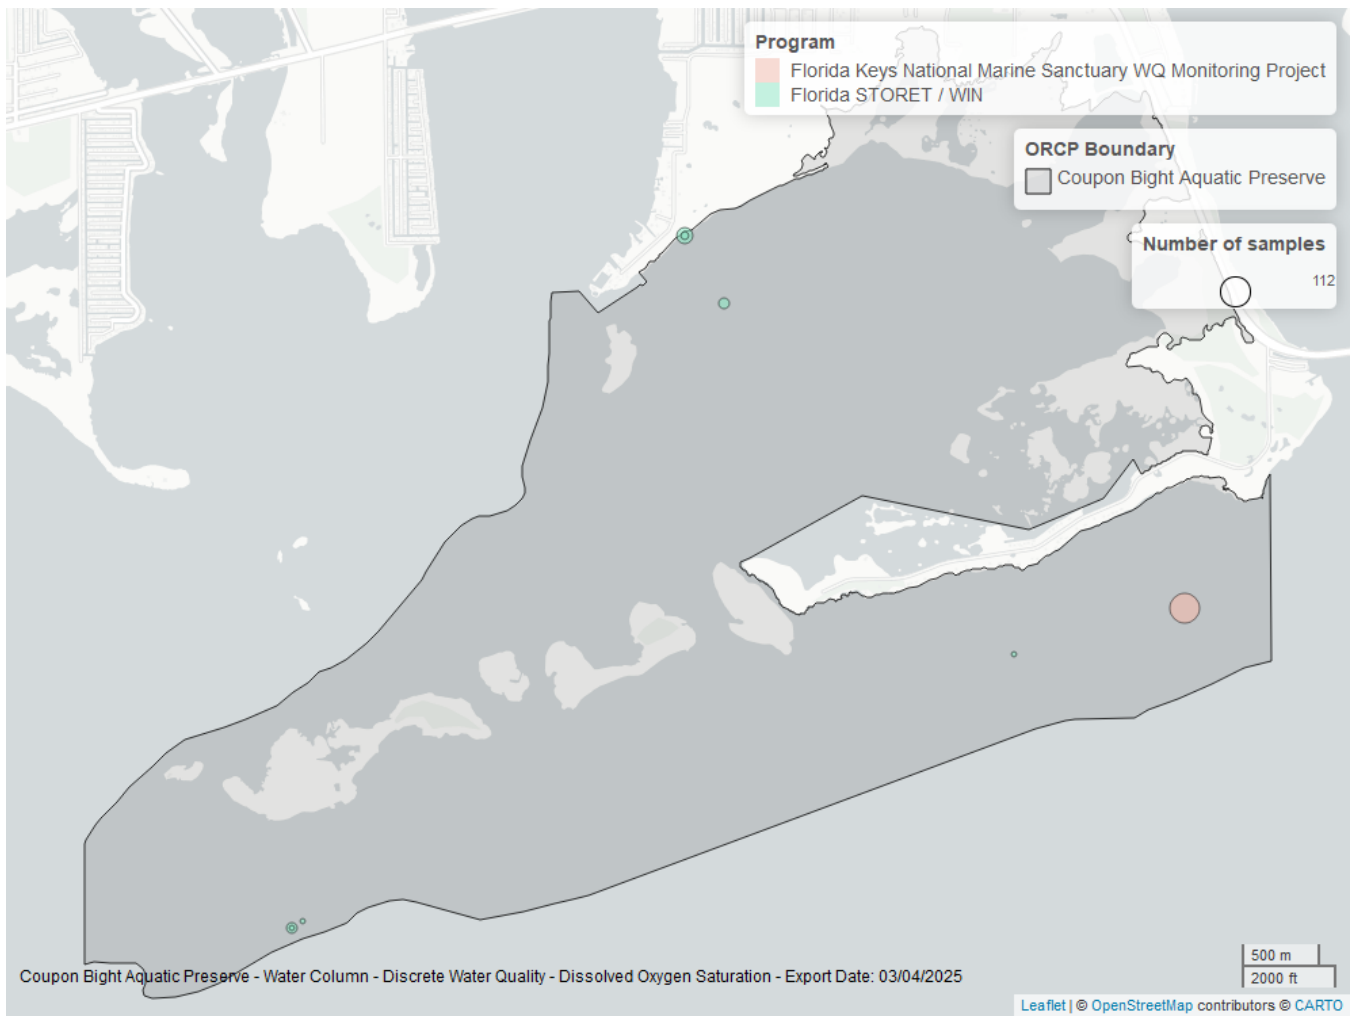 Program
Florida Keys National Marine Sanctuary WQ Monitoring Project
Florida STORET / WIN
ORCP Boundary
Coupon Bight Aquatic Preserve
Number of samples
112
500 m
2000 ft
Coupon Bight Aquatic Preserve - Water Column - Discrete Water Quality - Dissolved Oxygen Saturation - Export Date: 03/04/2025
Leaflet | © OpenStreetMap contributors © CARTO